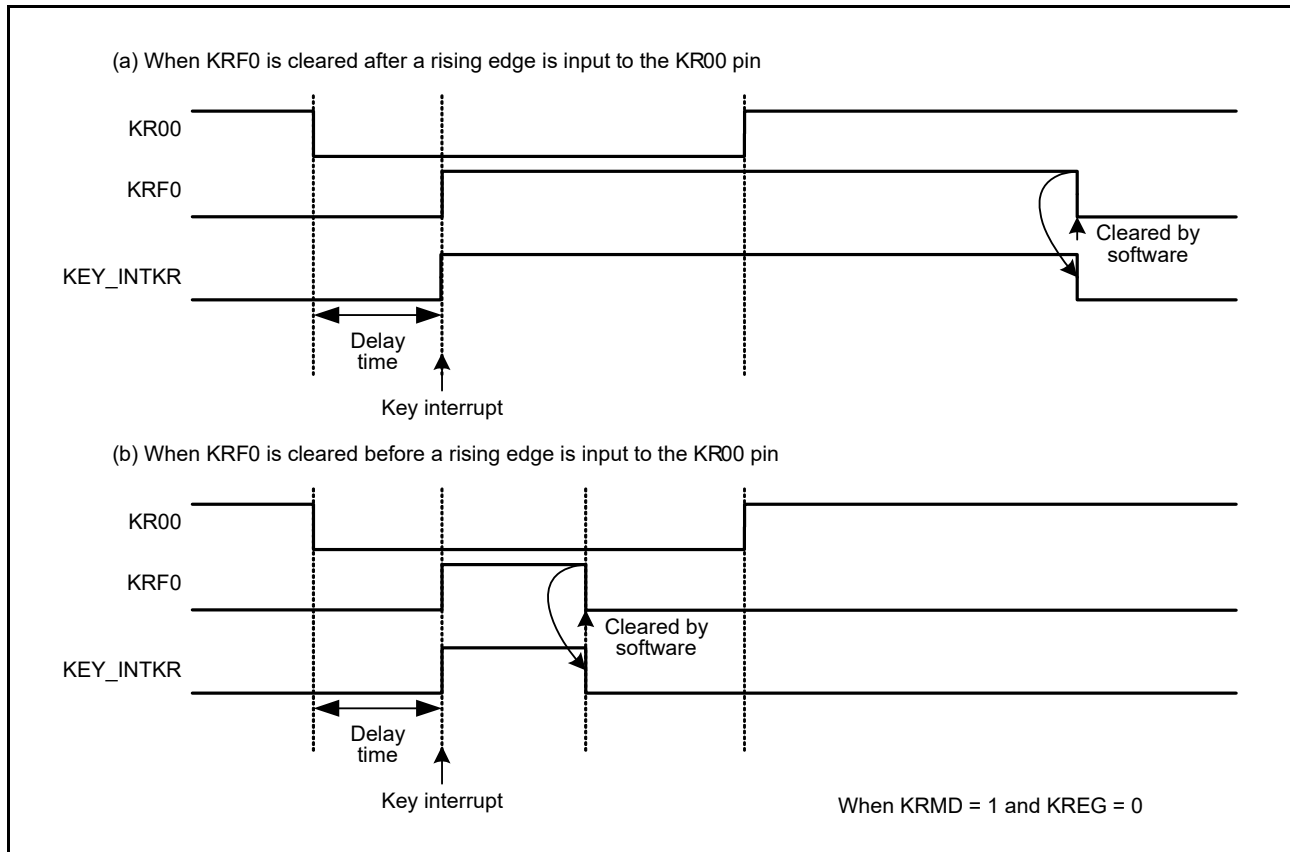 (a) When KRF0 is cleared after a rising edge is input to the KR00 pin
KR00
KRF0
Cleared by
software
KEY_INTKR
Delay
time
Key interrupt
(b) When KRF0 is cleared before a rising edge is input to the KR00 pin
KR00
KRF0
Cleared by
software
KEY_INTKR
Delay
time
Key interrupt
When KRMD = 1 and KREG = 0